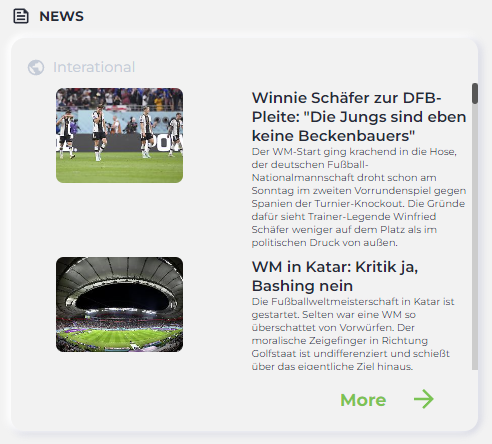 NEWS
Interational
Winnie Schäfer zur DFB-
Pleite: "Die Jungs sind eben
keine Beckenbauers"
Der WM-Start ging krachend in die Hose,
der deutschen Fußball-
Nationalmannschaft droht schon am
Sonntag im zweiten Vorrundenspiel gegen
Spanien der Turnier-Knockout. Die Gründe
dafür sieht Trainer-Legende Winfried
Schäfer weniger auf dem Platz als im
politischen Druck von außen.
WM in Katar: Kritik ja,
Bashing nein
Die Fußballweltmeisterschaft in Katar ist
gestartet. Selten war eine WM so
überschattet von Vorwürfen. Der
moralische Zeigefinger in Richtung
Golfstaat ist undifferenziert und schießt
über das eigentliche Ziel hinaus.
More